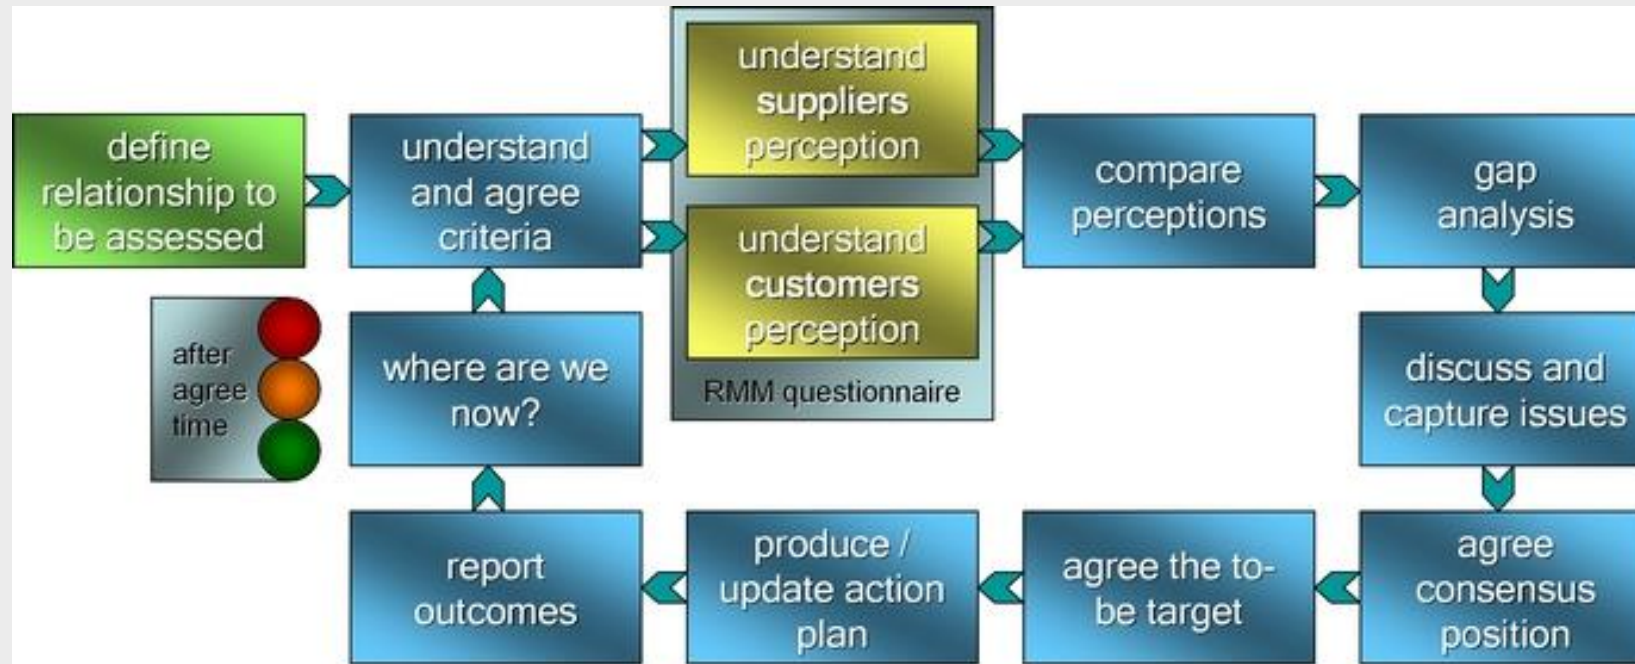 define
relationship to
be assessed
understand
and agree
criteria
understand
suppliers
perception
understand
customers
perception
RMM questionnaire
compare
perceptions
gap
analysis
discuss and
capture issues
agree
consensus
position
agree the to-
be target
produce /
update action
plan
report
outcomes
where are we
now?
after
agree
time